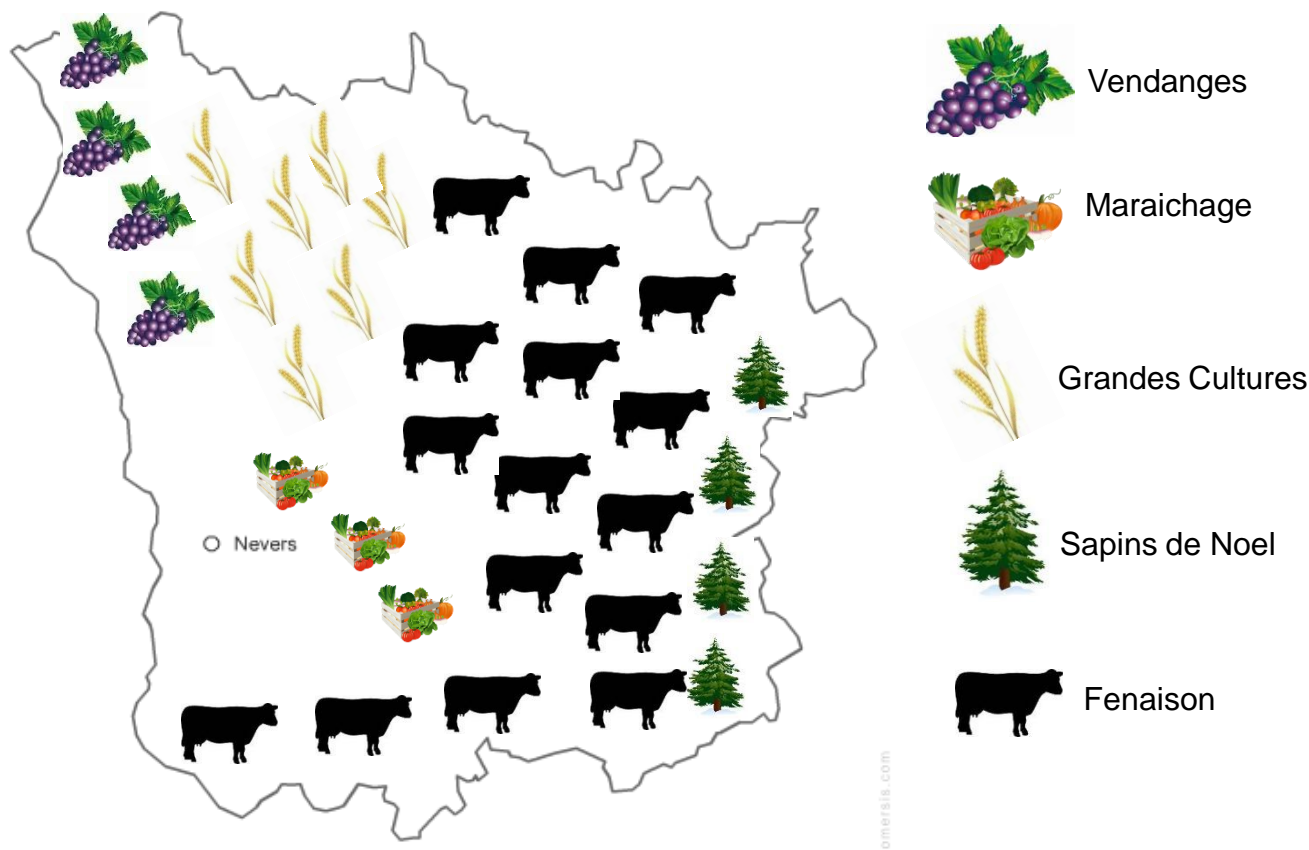 Vendanges
Maraichage
Grandes Cultures
Nevers
Sapins de Noel
Fenaison
omersis.com